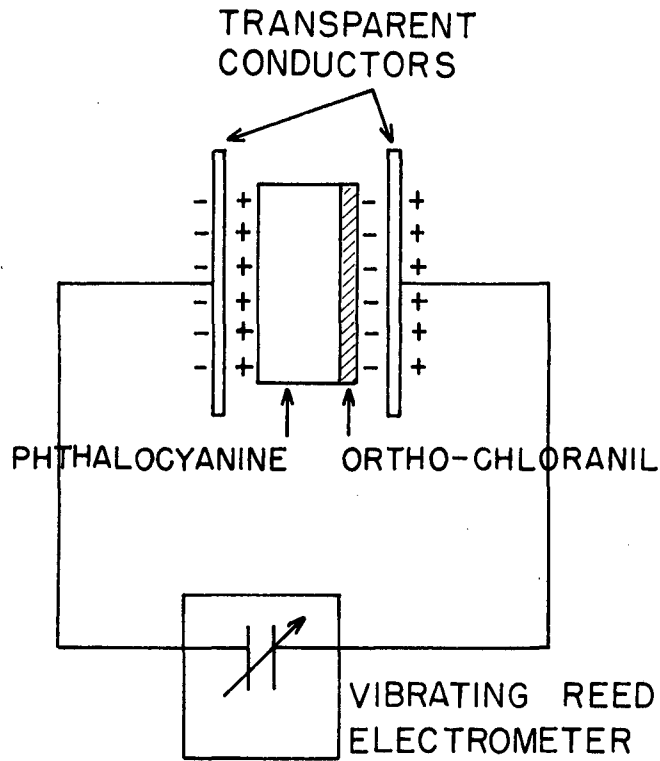 TRANSPARENT
CONDUCTORS
- + - +
- + - +
- + - +
- + - +
- + - +
- + - +
PHTHALOCYANINE ORTHO-CHLORANIL
VIBRATING REED
ELECTROMETER